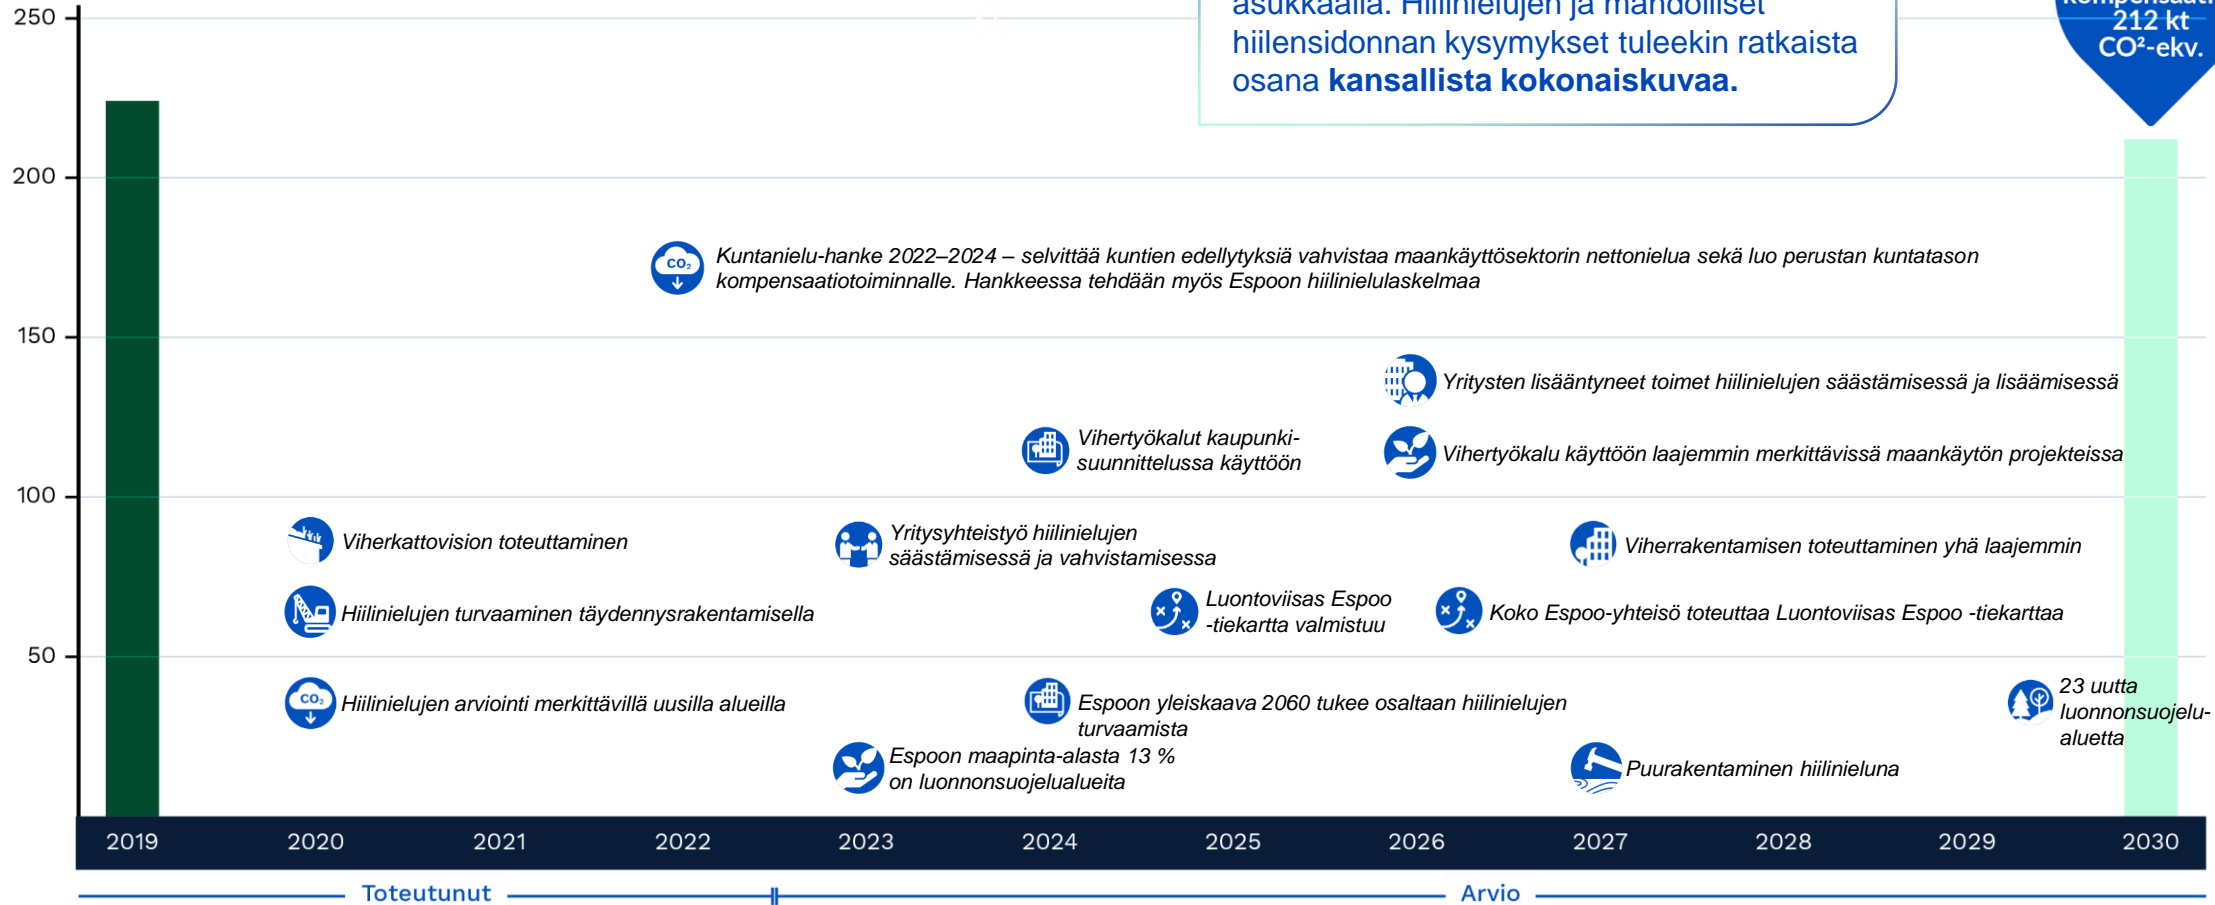 asukkaalla. Hiilinielujen ja mahdolliset
hiilensidonnan kysymykset tuleekin ratkaista
osana kansallista kokonaiskuvaa.
212 kt
CO²-ekv.
250
200
150
100
50
CO₂
Kuntanielu-hanke 2022–2024 – selvittää kuntien edellytyksiä vahvistaa maankäyttösektorin nettonielua sekä luo perustan kuntatason
kompensaatiotoiminnalle. Hankkeessa tehdään myös Espoon hiilinielulaskelmaa
Yritysten lisääntyneet toimet hiilinielujen säästämisessä ja lisäämisessä
Vihertyökalut kaupunki-
suunnittelussa käyttöön
Vihertyökalu käyttöön laajemmin merkittävissä maankäytön projekteissa
Viherkattovision toteuttaminen
Yritysyhteistyö hiilinielujen
säästämisessä ja vahvistamisessa
Viherrakentamisen toteuttaminen yhä laajemmin
Hiilinielujen turvaaminen täydennysrakentamisella
Luontoviisas Espoo
-tiekartta valmistuu
Koko Espoo-yhteisö toteuttaa Luontoviisas Espoo -tiekarttaa
CO₂
Hiilinielujen arviointi merkittävillä uusilla alueilla
Espoon yleiskaava 2060 tukee osaltaan hiilinielujen
turvaamista
23 uutta
luonnonsuojelu-
aluetta
Espoon maapinta-alasta 13 %
on luonnonsuojelualueita
Puurakentaminen hiilinieluna
2019 2020 2021 2022 2023 2024 2025 2026 2027 2028 2029 2030
Toteutunut
Arvio